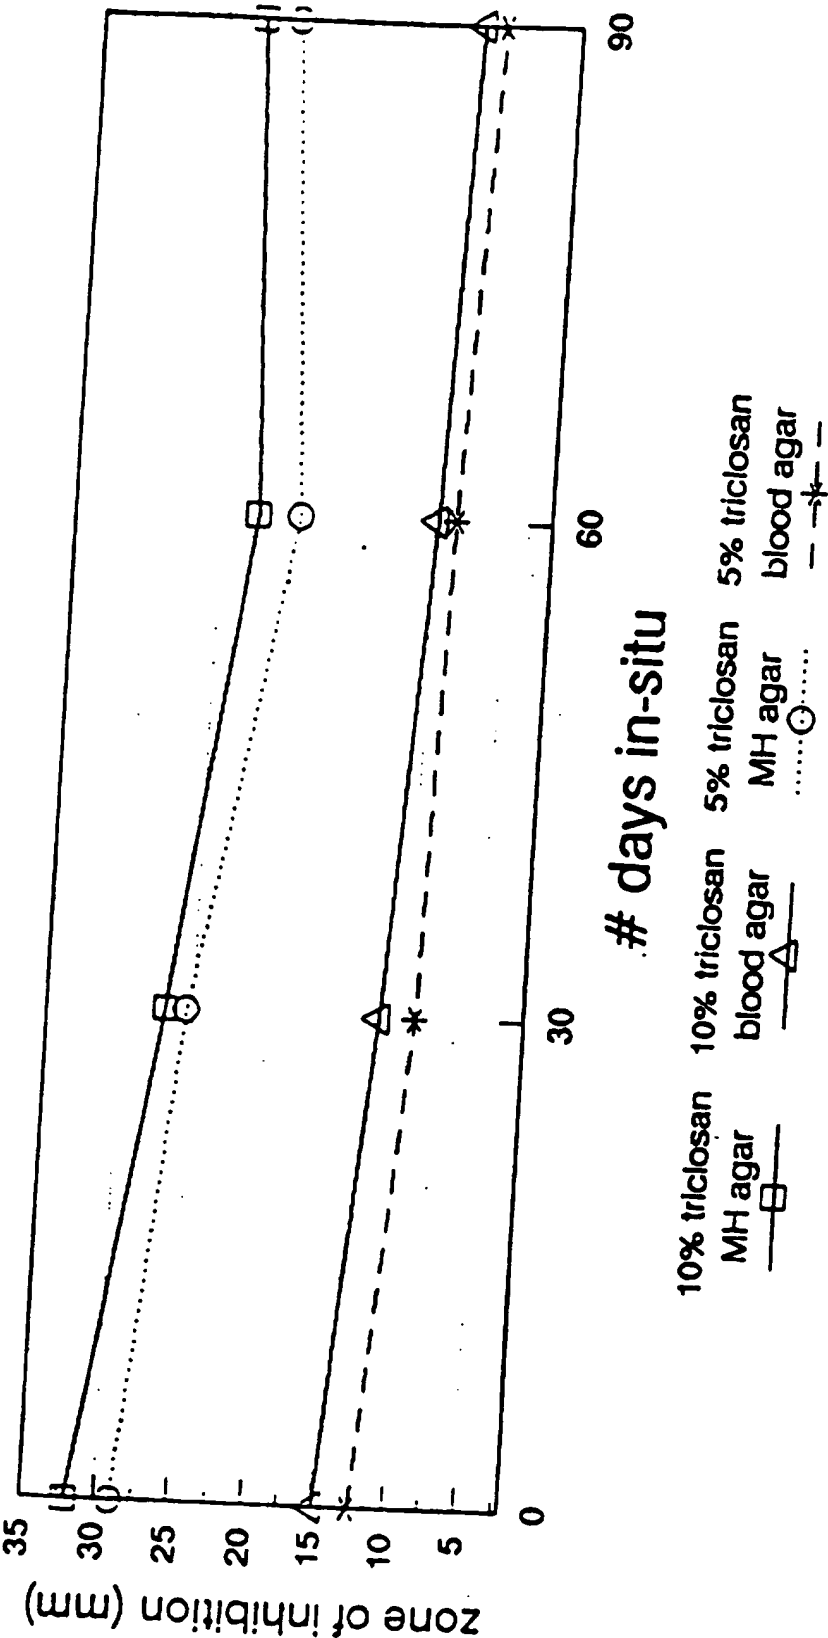 zone of inhibition (mm)
35
30
25
20
15
10
5
0
30
60
90
# days in-situ
10% triclosan
MH agar
10% triclosan
blood agar
5% triclosan
MH agar
5% triclosan
blood agar